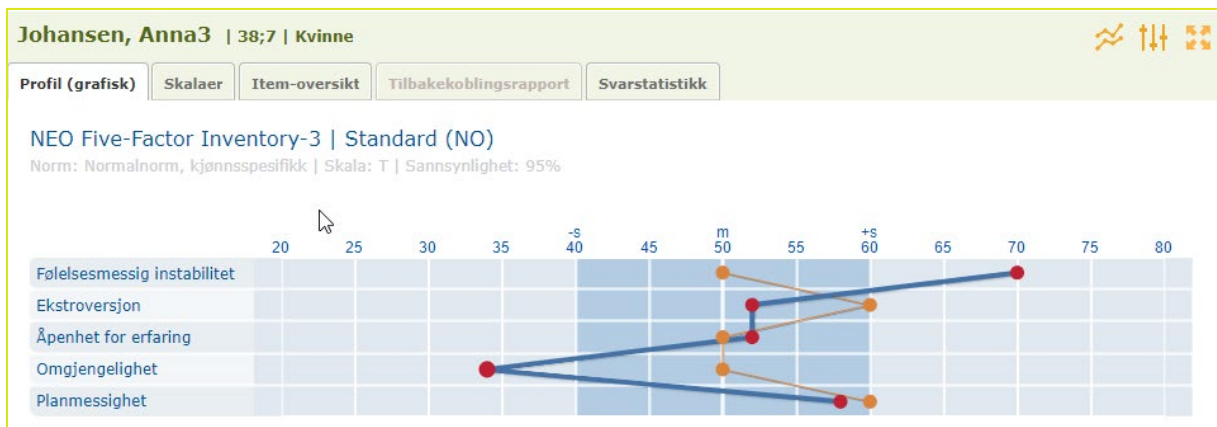 Johansen, Anna3 | 38;7 | Kvinne
Profil (grafisk) Skalaer Item-oversikt Tilbakekoblingsrapport Svarstatistikk
NEO Five-Factor Inventory-3 | Standard (NO)
Norm: Normalnorm, kjønnsspesifikk | Skala: T | Sannsynlighet: 95%
-s m +s
20 25 30 35 40 45 50 55 60 65 70 75 80
Følelsesmessig instabilitet
Ekstroversjon
Åpenhet for erfaring
Omgjengelighet
Planmessighet